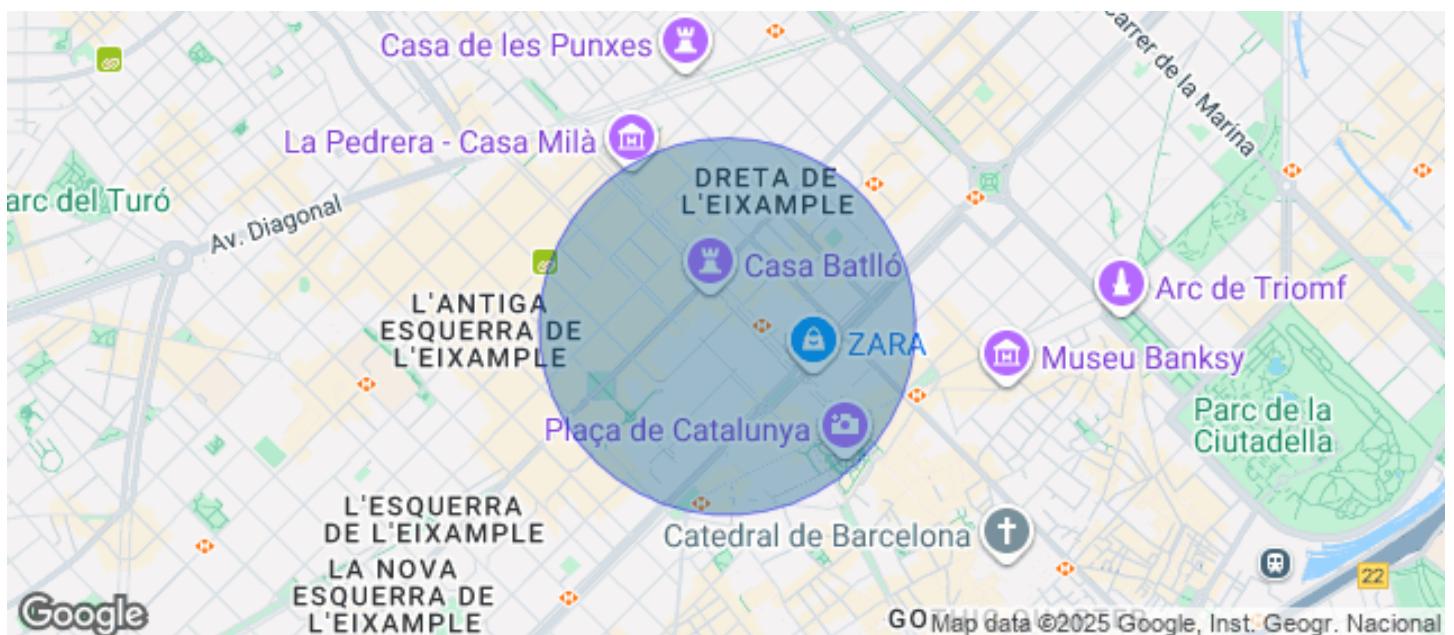 Casa de les Punxes
Carrer de la Marina
La Pedrera - Casa Milà
DRETA DE
L'EIXAMPLE
arc del Turó
Av. Diagonal
Casa Batlló
Arc de Triomf
L'ANTIGA
ESQUERRA DE
L'EIXAMPLE
ZARA
Museu Banksy
Plaça de Catalunya
Parc de la
Ciutadella
L'ESQUERRA
DE L'EIXAMPLE
Catedral de Barcelona
LA NOVA
ESQUERRA DE
L'EIXAMPLE
22
Google
Map data ©2025 Google, Inst. Geogr. Nacional